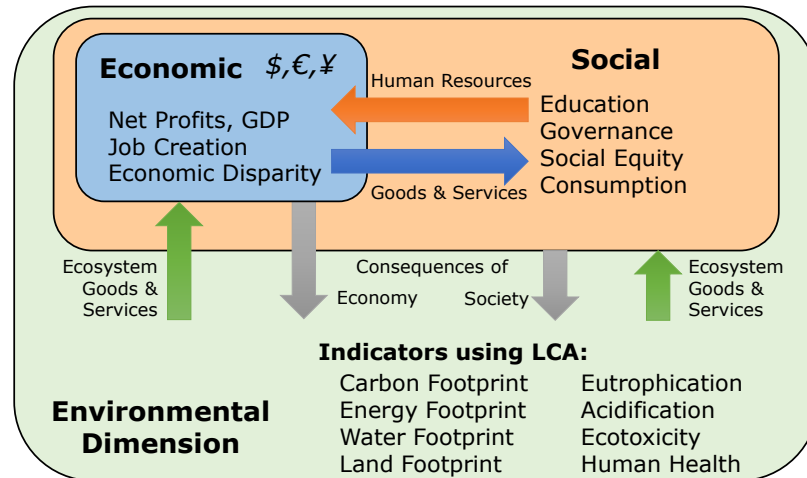 Economic $,€,¥
Net Profits, GDP
Job Creation
Economic Disparity
Human Resources
Goods & Services
Social
Education
Governance
Social Equity
Consumption
Ecosystem
Goods &
Services
Consequences of
Economy Society
Ecosystem
Goods &
Services
Environmental
Dimension
Indicators using LCA:
Carbon Footprint
Energy Footprint
Water Footprint
Land Footprint
Eutrophication
Acidification
Ecotoxicity
Human Health